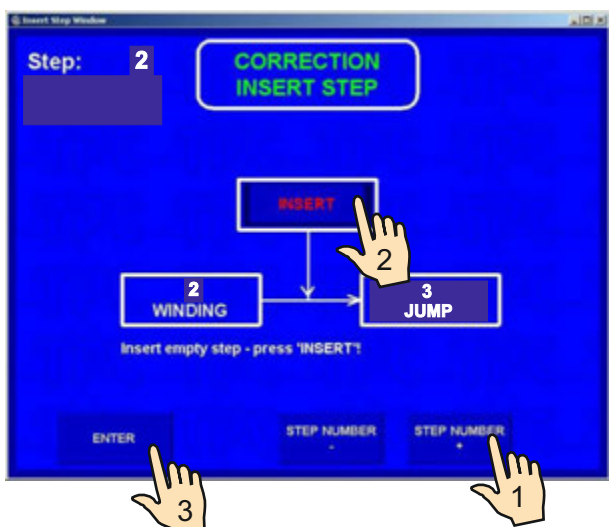 Insert Step Window
Step: 2
CORRECTION
INSERT STEP
INSERT
2
2
WINDING
3
JUMP
Insert empty step - press 'INSERT'!
ENTER
STEP NUMBER
-
STEP NUMBER
+
3
1